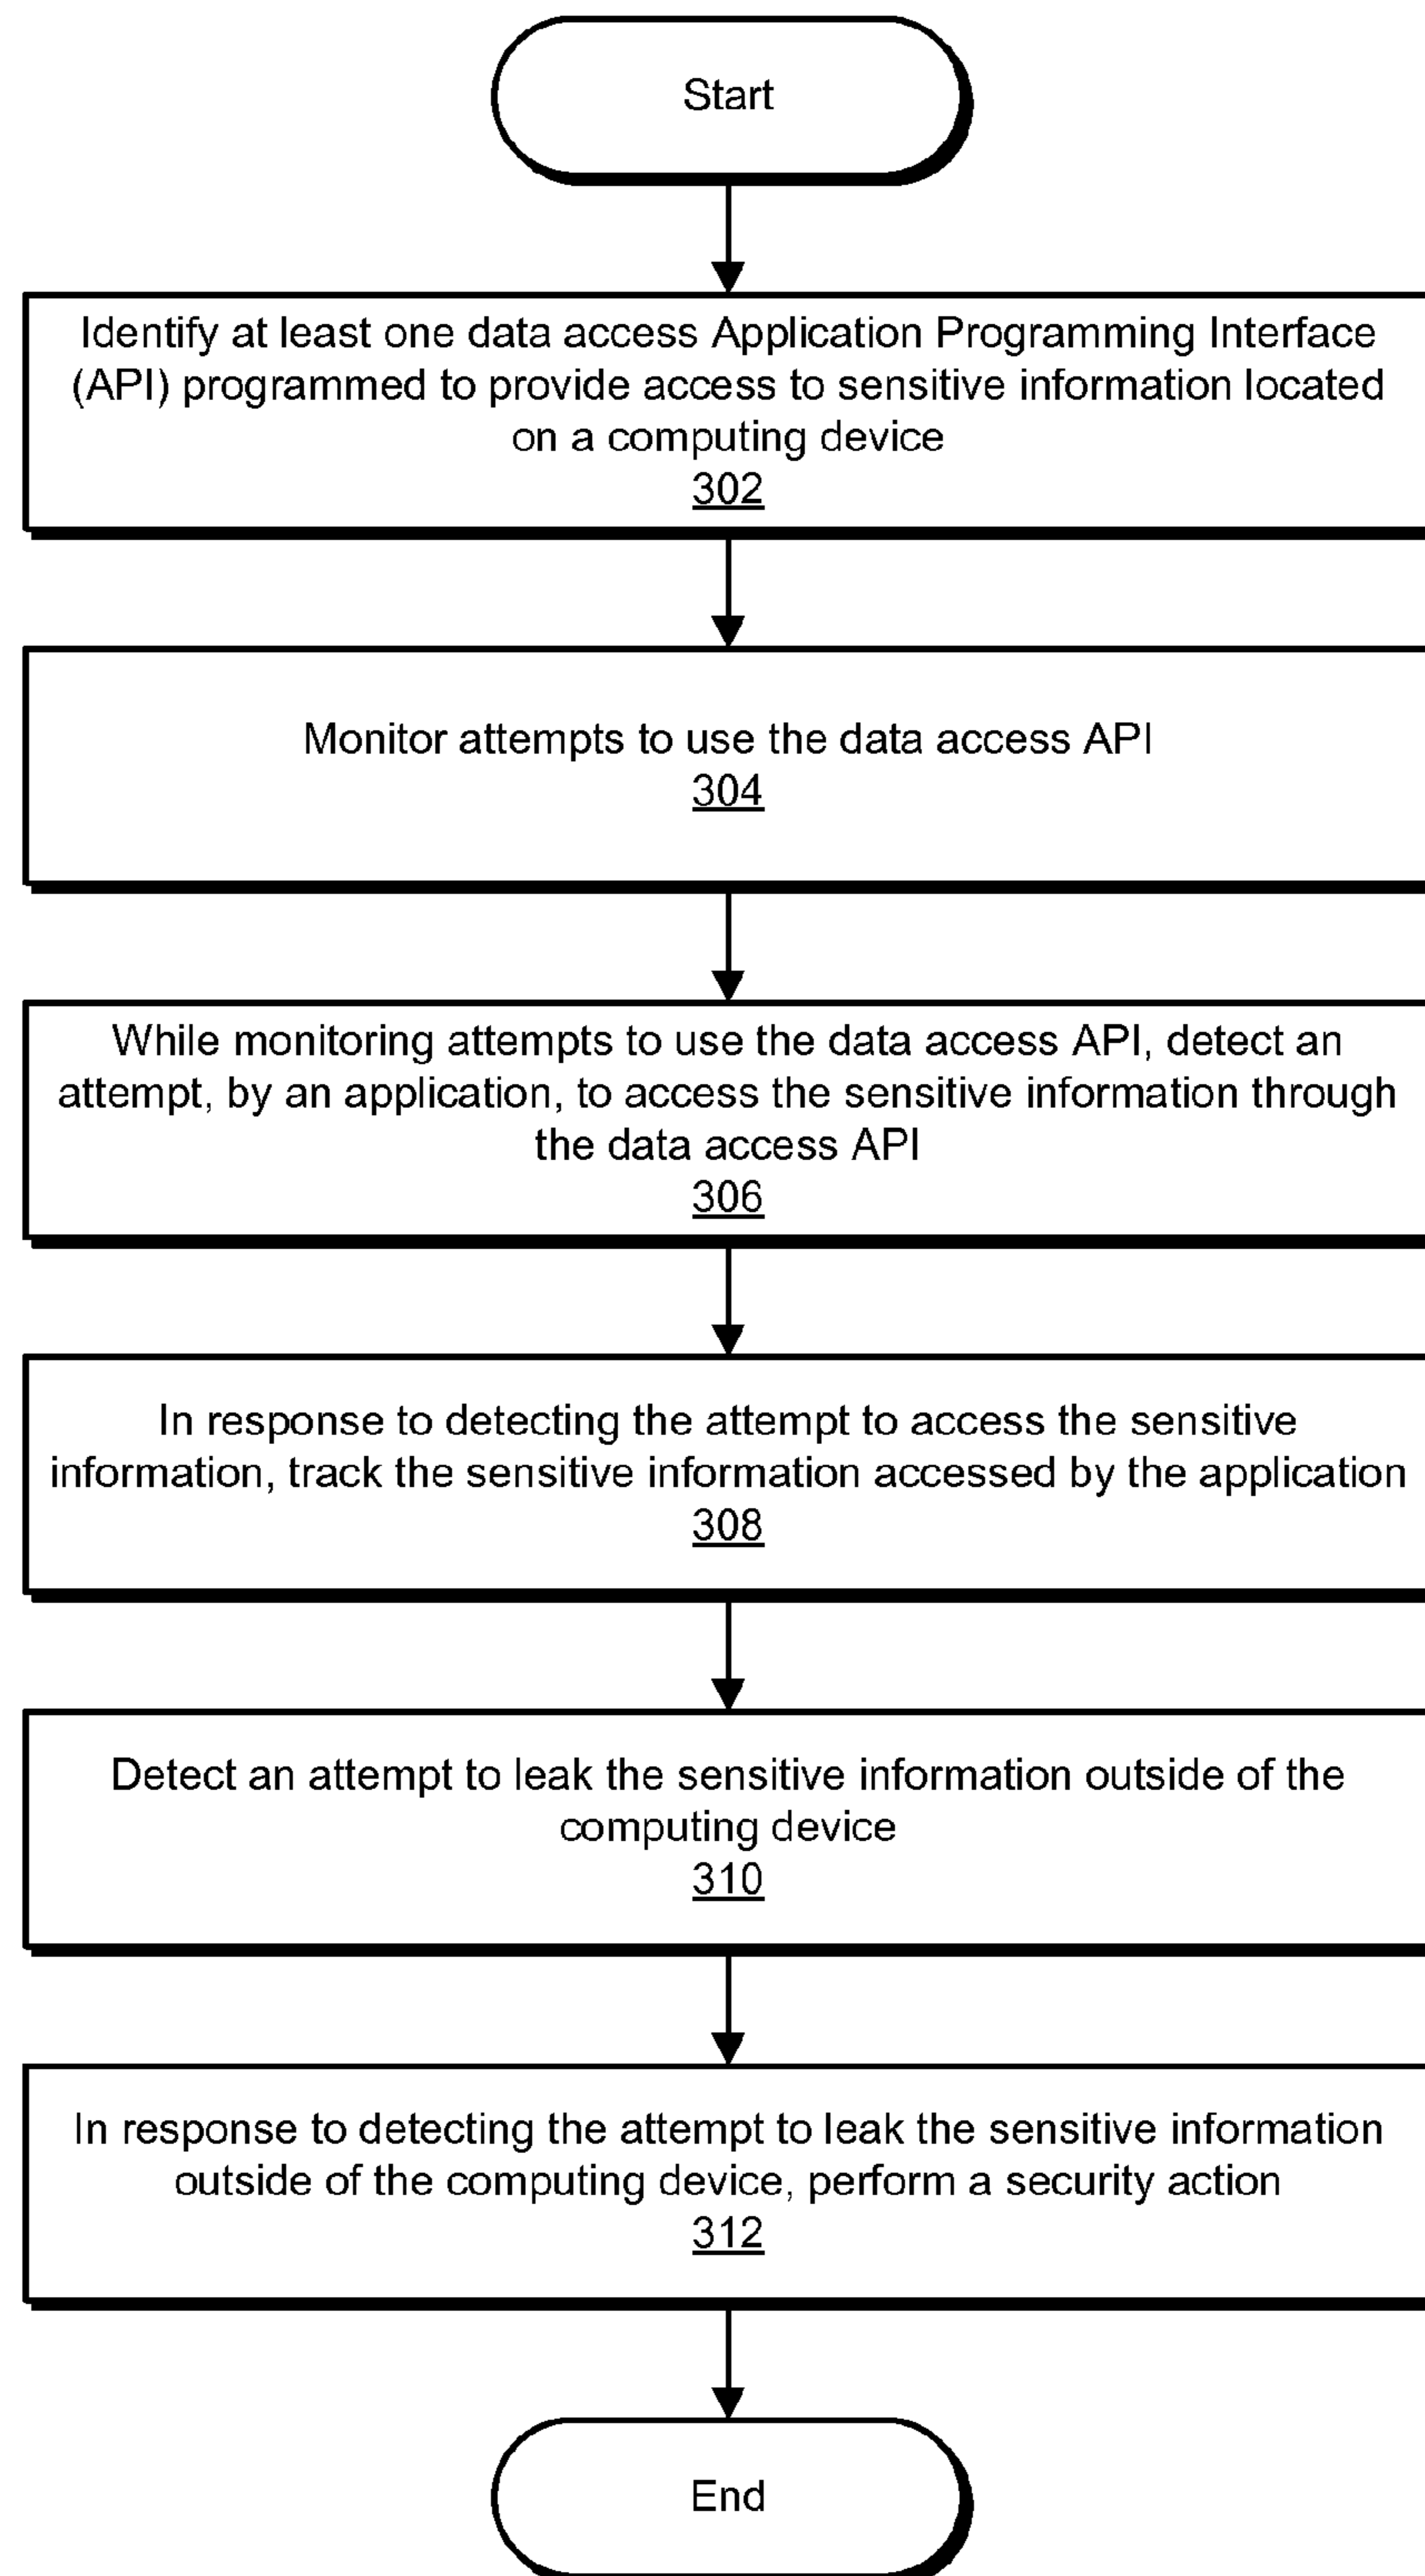 Start
Identify at least one data access Application Programming Interface
(API) programmed to provide access to sensitive information located
on a computing device
302
Monitor attempts to use the data access API
304
While monitoring attempts to use the data access API, detect an
attempt, by an application, to access the sensitive information through
the data access API
306
In response to detecting the attempt to access the sensitive
information, track the sensitive information accessed by the application
308
Detect an attempt to leak the sensitive information outside of the
computing device
310
In response to detecting the attempt to leak the sensitive information
outside of the computing device, perform a security action
312
End